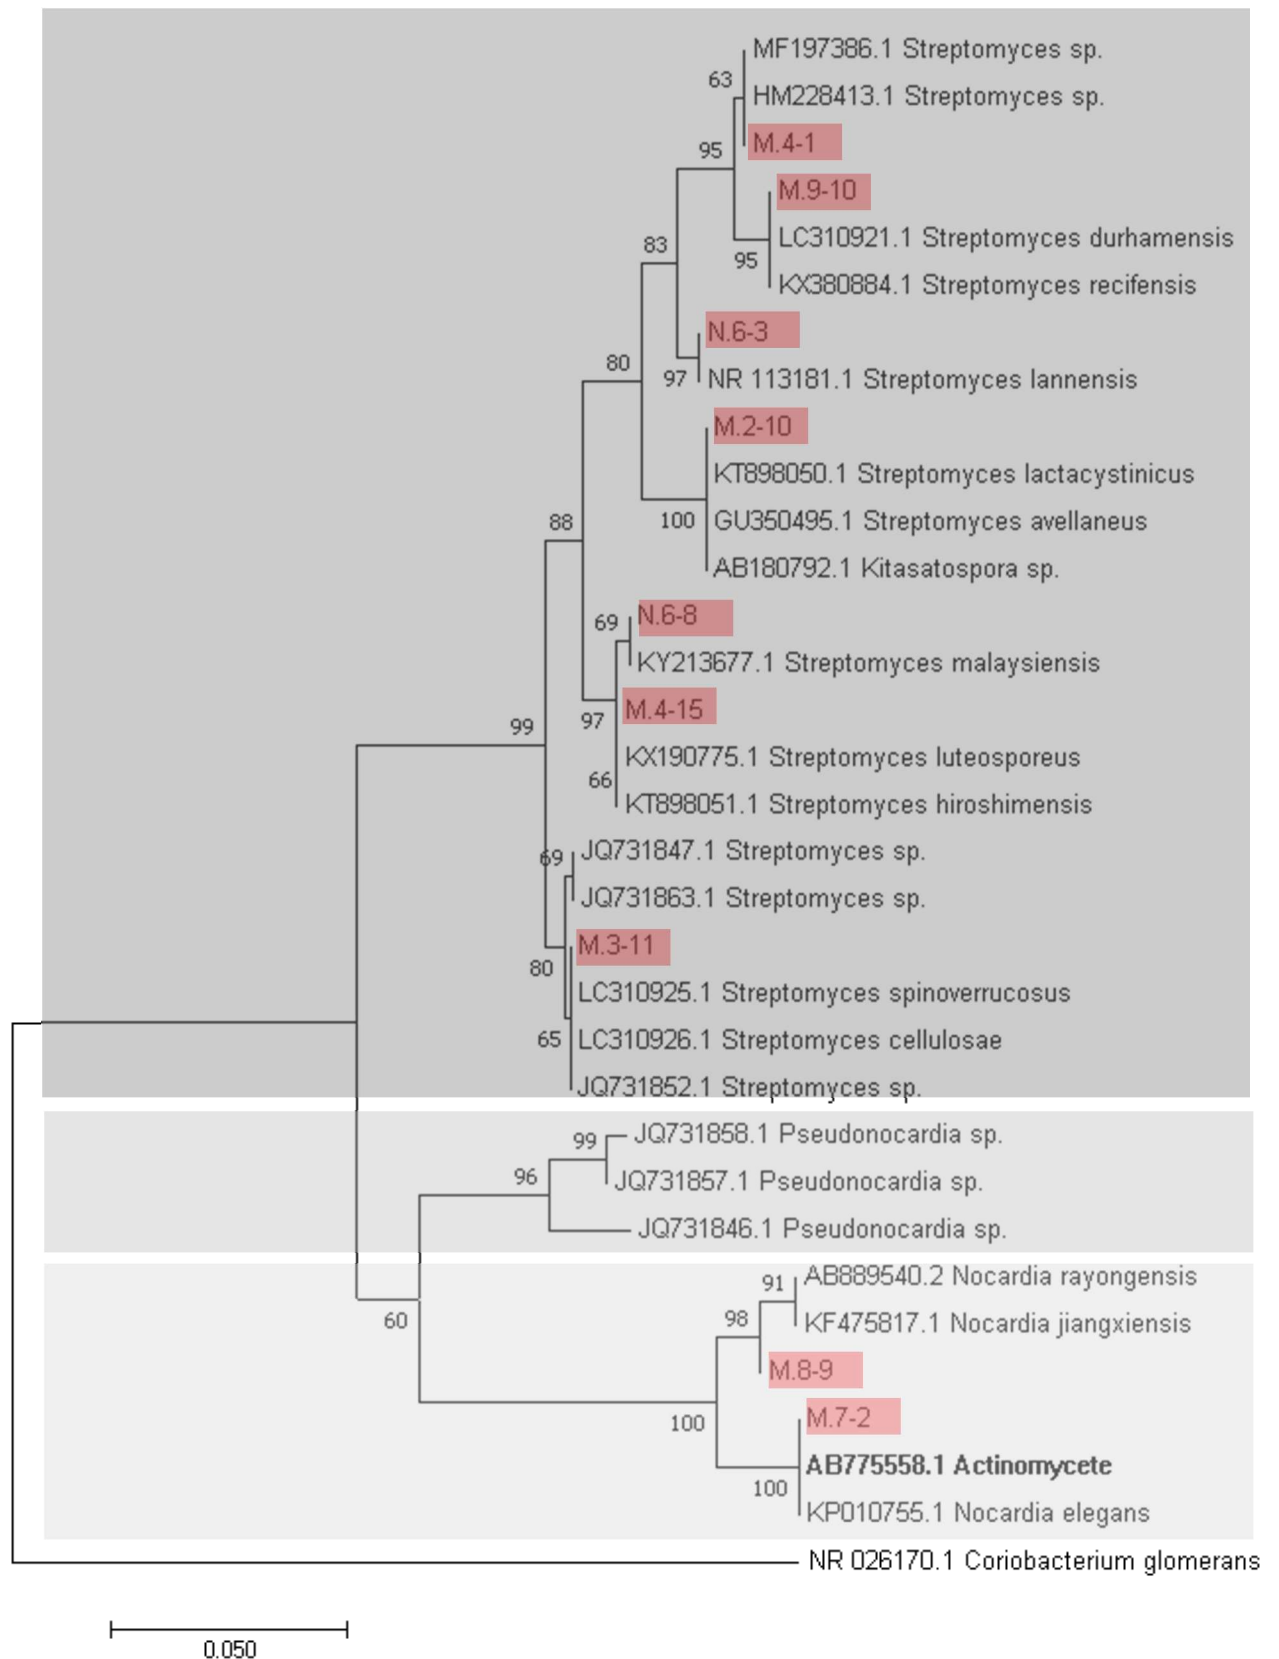 MF197386.1 Streptomyces sp.
63
HM228413.1 Streptomyces sp.
M.4-1
95
M.9-10
LC310921.1 Streptomyces durhamensis
83
95
KX380884.1 Streptomyces recifensis
N.6-3
80
97
NR 113181.1 Streptomyces lannensis
M.2-10
KT898050.1 Streptomyces lactacystinicus
88
100
GU350495.1 Streptomyces avellaneus
AB180792.1 Kitasatospora sp.
69
N.6-8
KY213677.1 Streptomyces malaysiensis
M.4-15
99
97
KX190775.1 Streptomyces luteosporeus
66
KT898051.1 Streptomyces hiroshimensis
69
JQ731847.1 Streptomyces sp.
JQ731863.1 Streptomyces sp.
M.3-11
80
LC310925.1 Streptomyces spinoverrucosus
65
LC310926.1 Streptomyces cellulosae
JQ731852.1 Streptomyces sp.
99
JQ731858.1 Pseudonocardia sp.
96
JQ731857.1 Pseudonocardia sp.
JQ731846.1 Pseudonocardia sp.
91
AB889540.2 Nocardia rayongensis
60
98
KF475817.1 Nocardia jiangxiensis
M.8-9
100
M.7-2
AB775558.1 Actinomycete
100
KP010755.1 Nocardia elegans
NR 026170.1 Coriobacterium glomerans
0.050